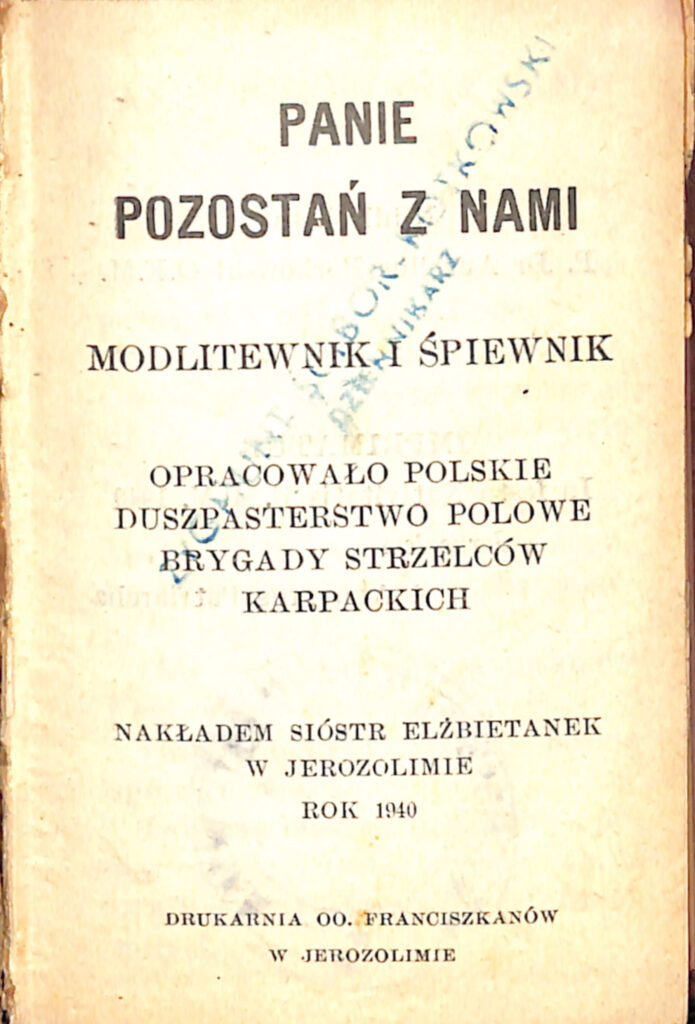 PANIE
POZOSTAŃ Z NAMI
MODLITEWNIK I ŚPIEWNIK
OPRACOWAŁO POLSKIE
DUSZPASTERSTWO POLOWE
BRYGADY STRZELCÓW
KARPACKICH
NAKŁADEM SIÓSTR ELŻBIETANEK
W JEROZOLIMIE
ROK 1940
DRUKARNIA OO. FRANCISZKANÓW
W JEROZOLIMIE
DZIENNIKARZ